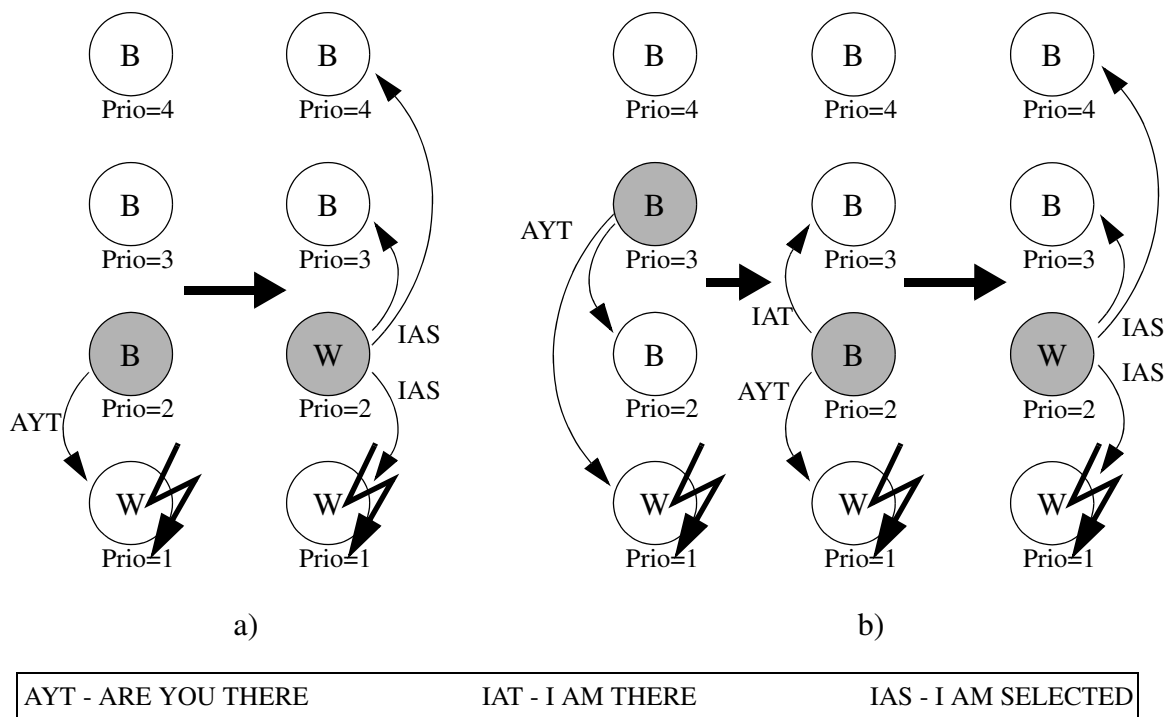 B B B B B
Prio=4 Prio=4 Prio=4 Prio=4 Prio=4
B B B B B
AYT
Prio=3 Prio=3 Prio=3 Prio=3 Prio=3
IAT
IAS IAS
B W B B W
AYT IAS AYT IAS
Prio=2 Prio=2 Prio=2 Prio=2 Prio=2
W W W W W
Prio=1 Prio=1 Prio=1 Prio=1 Prio=1
a) b)
AYT - ARE YOU THERE IAT - I AM THERE IAS - I AM SELECTED